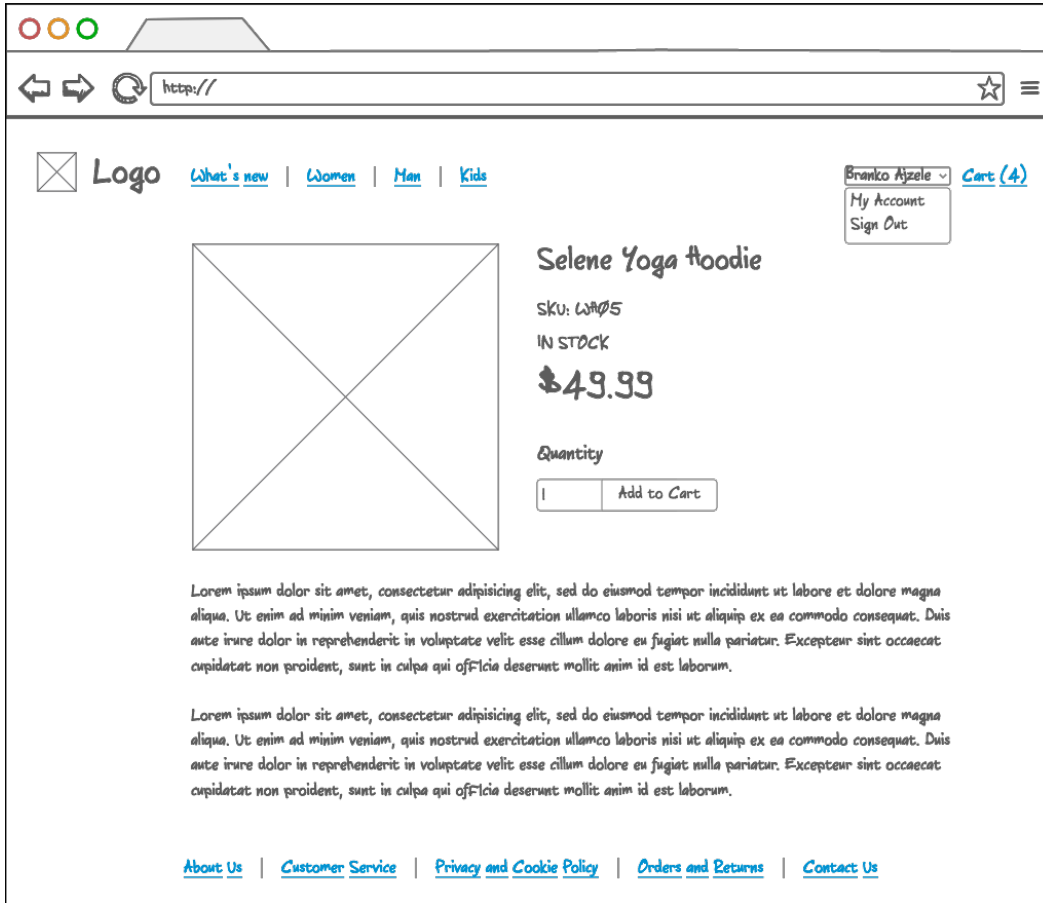 http://
Logo What's new | Women | Man | Kids Branko Ajzele Cart (4)
My Account
Sign Out
Selene Yoga Hoodie
SKU: WH05
IN STOCK
$49.99
Quantity
1 Add to Cart
Lorem ipsum dolor sit amet, consectetur adipisicing elit, sed do eiusmod tempor incididunt ut labore et dolore magna
aliqua. Ut enim ad minim veniam, quis nostrud exercitation ullamco laboris nisi ut aliquip ex ea commodo consequat. Duis
aute irure dolor in reprehenderit in voluptate velit esse cillum dolore eu fugiat nulla pariatur. Excepteur sint occaecat
cupidatat non proident, sunt in culpa qui officia deserunt mollit anim id est laborum.
Lorem ipsum dolor sit amet, consectetur adipisicing elit, sed do eiusmod tempor incididunt ut labore et dolore magna
aliqua. Ut enim ad minim veniam, quis nostrud exercitation ullamco laboris nisi ut aliquip ex ea commodo consequat. Duis
aute irure dolor in reprehenderit in voluptate velit esse cillum dolore eu fugiat nulla pariatur. Excepteur sint occaecat
cupidatat non proident, sunt in culpa qui officia deserunt mollit anim id est laborum.
About Us | Customer Service | Privacy and Cookie Policy | Orders and Returns | Contact Us